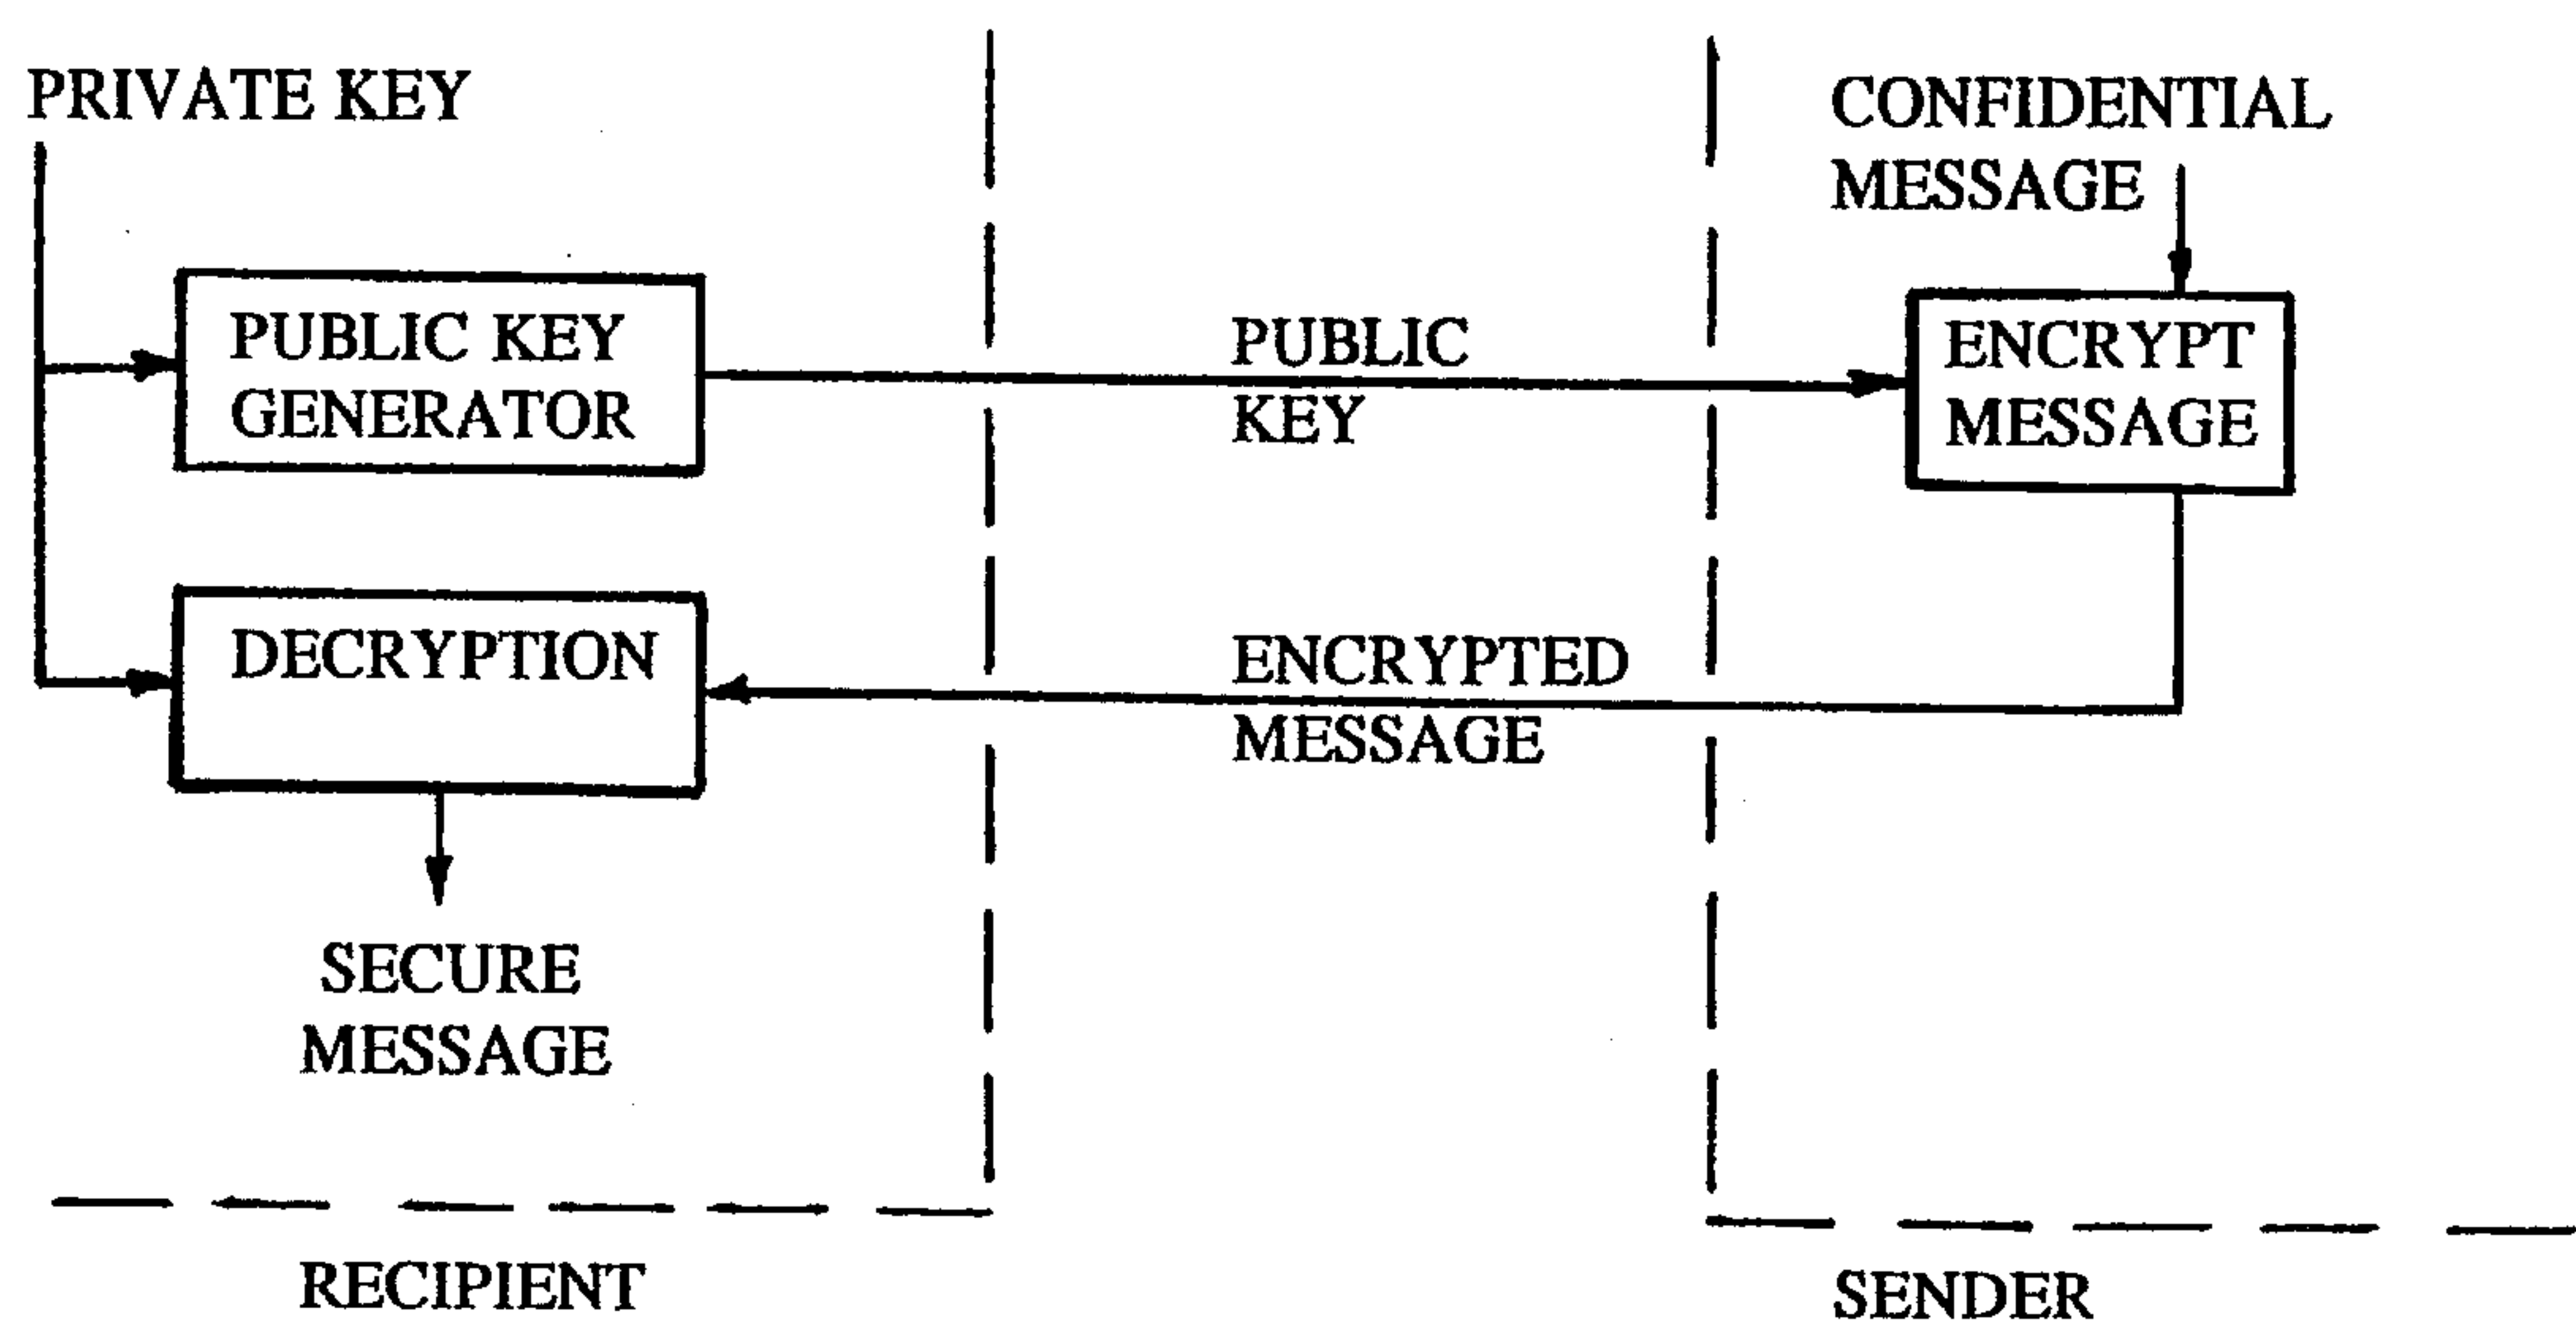 PRIVATE KEY
PUBLIC KEY
GENERATOR
DECRYPTION
SECURE
MESSAGE
RECIPIENT
PUBLIC
KEY
ENCRYPTED
MESSAGE
CONFIDENTIAL
MESSAGE
ENCRYPT
MESSAGE
SENDER